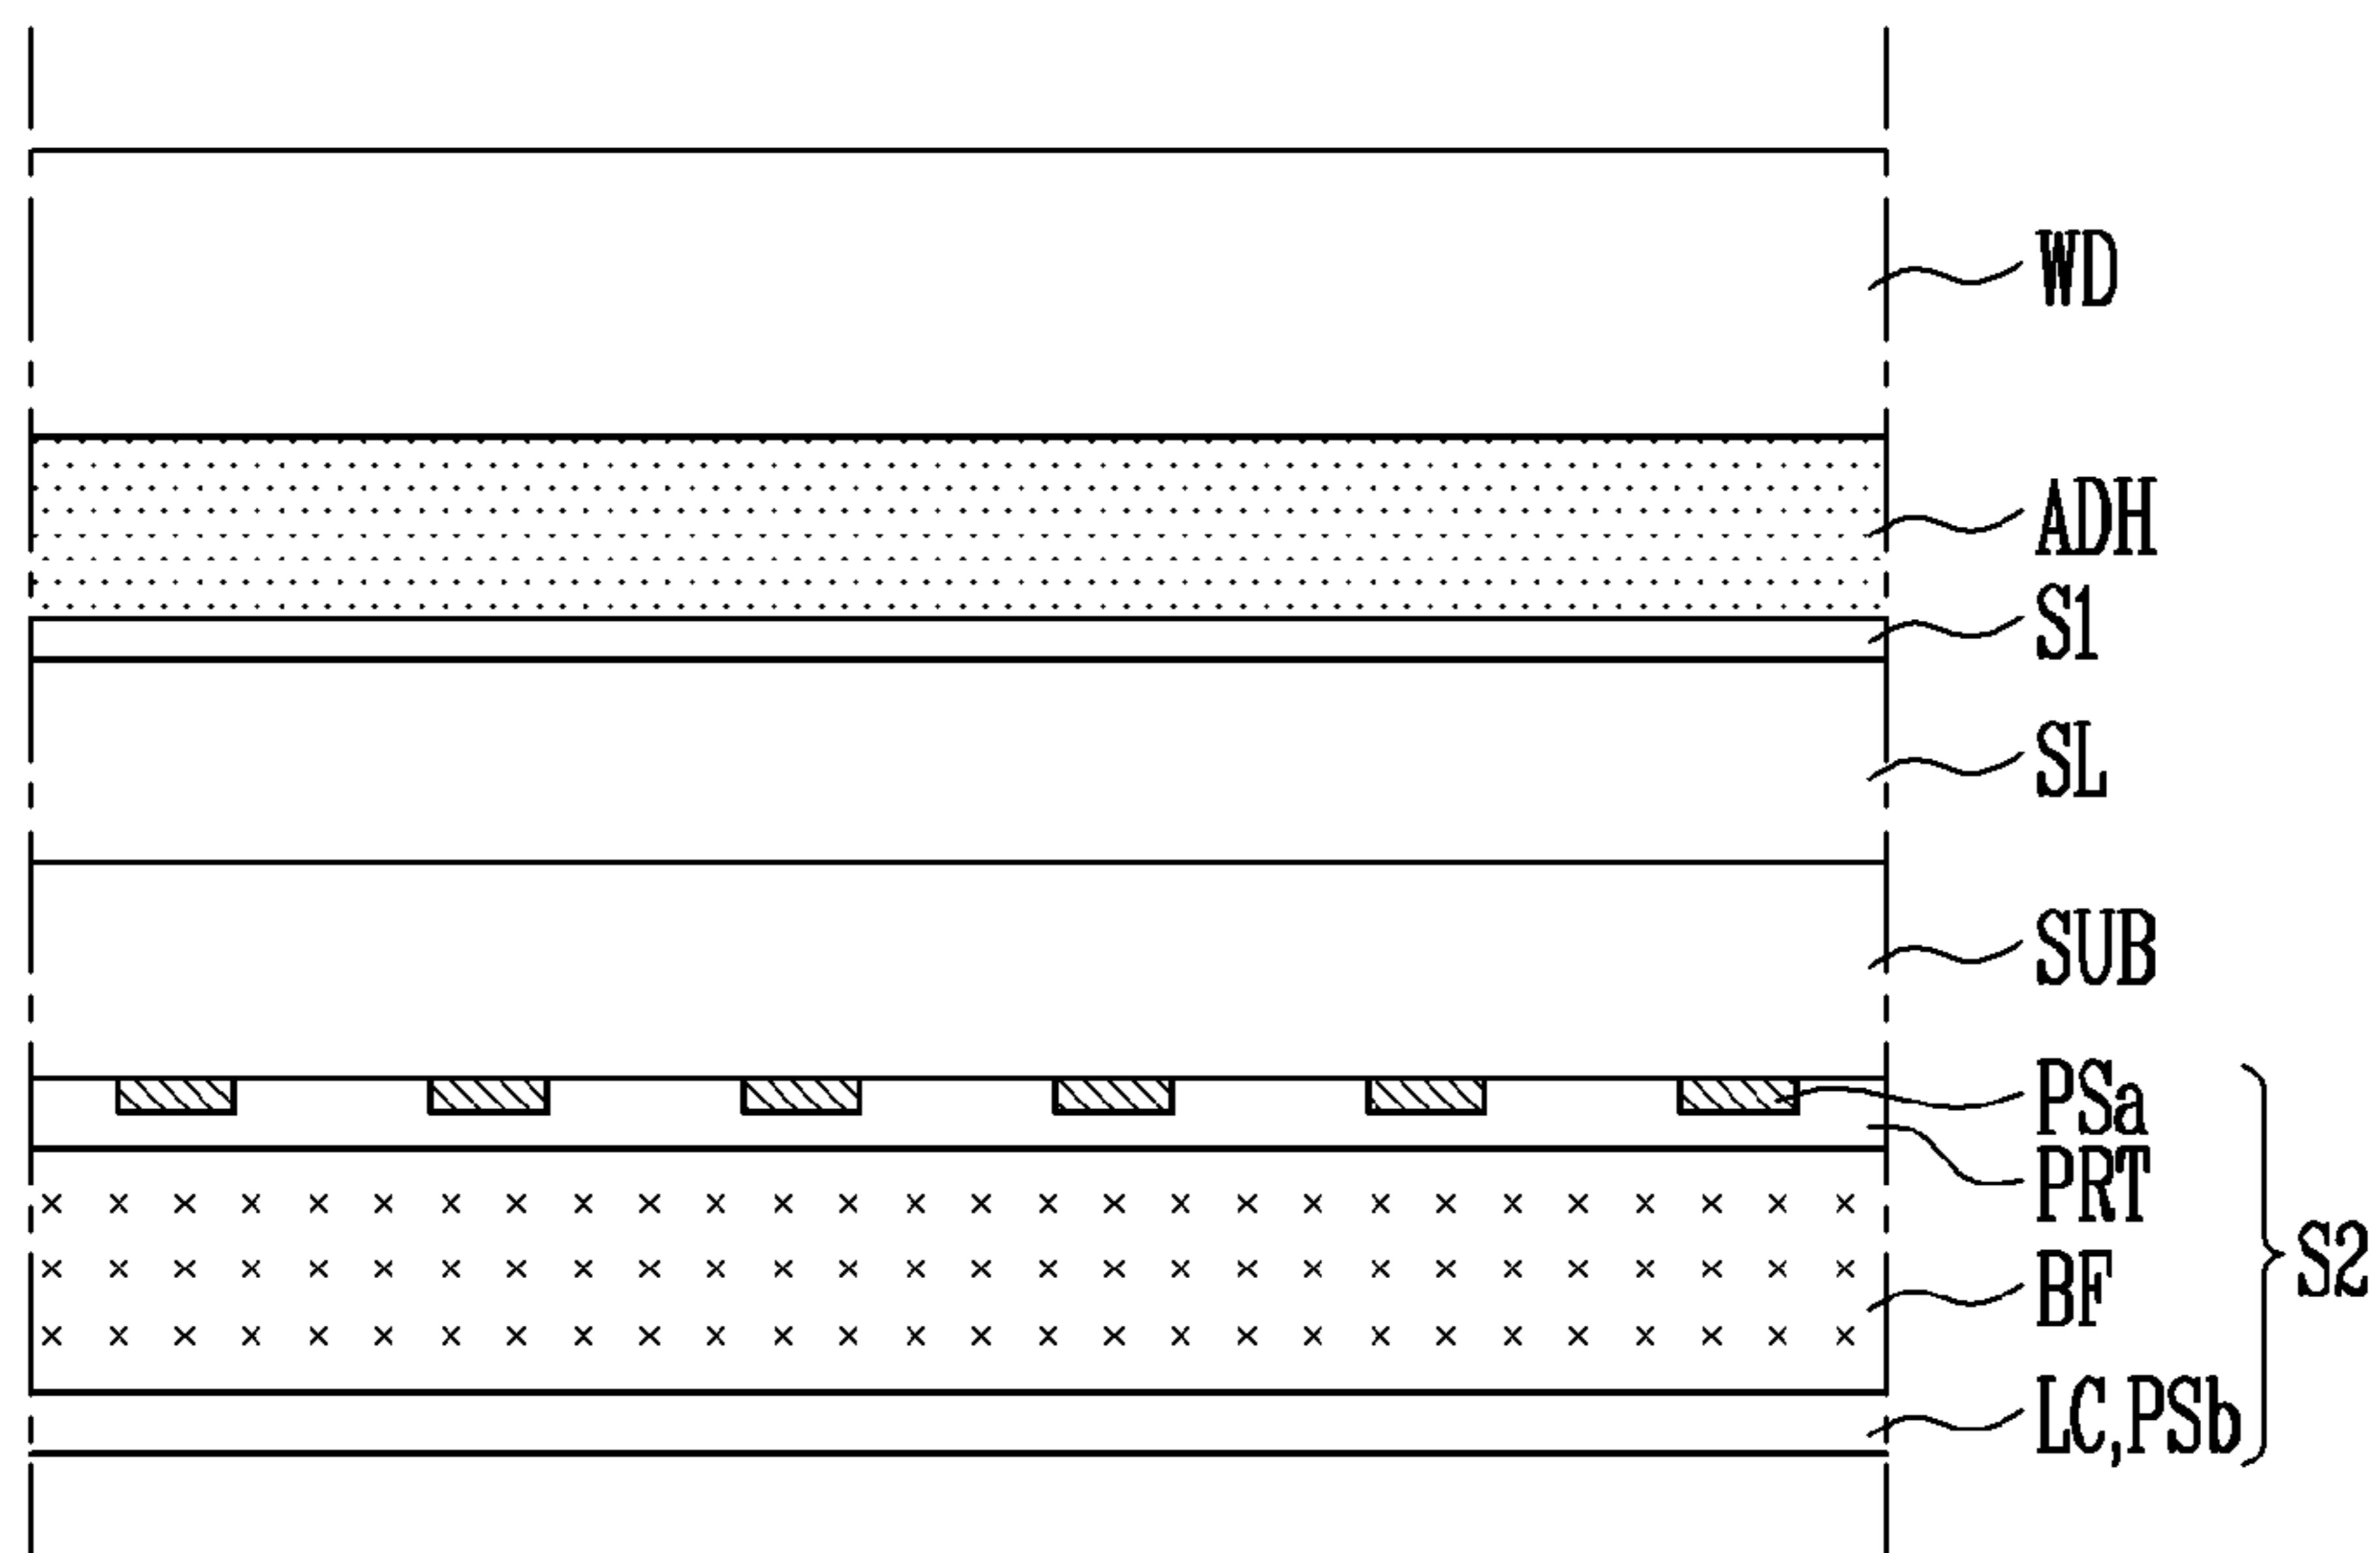 WD
ADH
S1
SL
SUB
PSa
PRT
BF
LC,PSb
S2